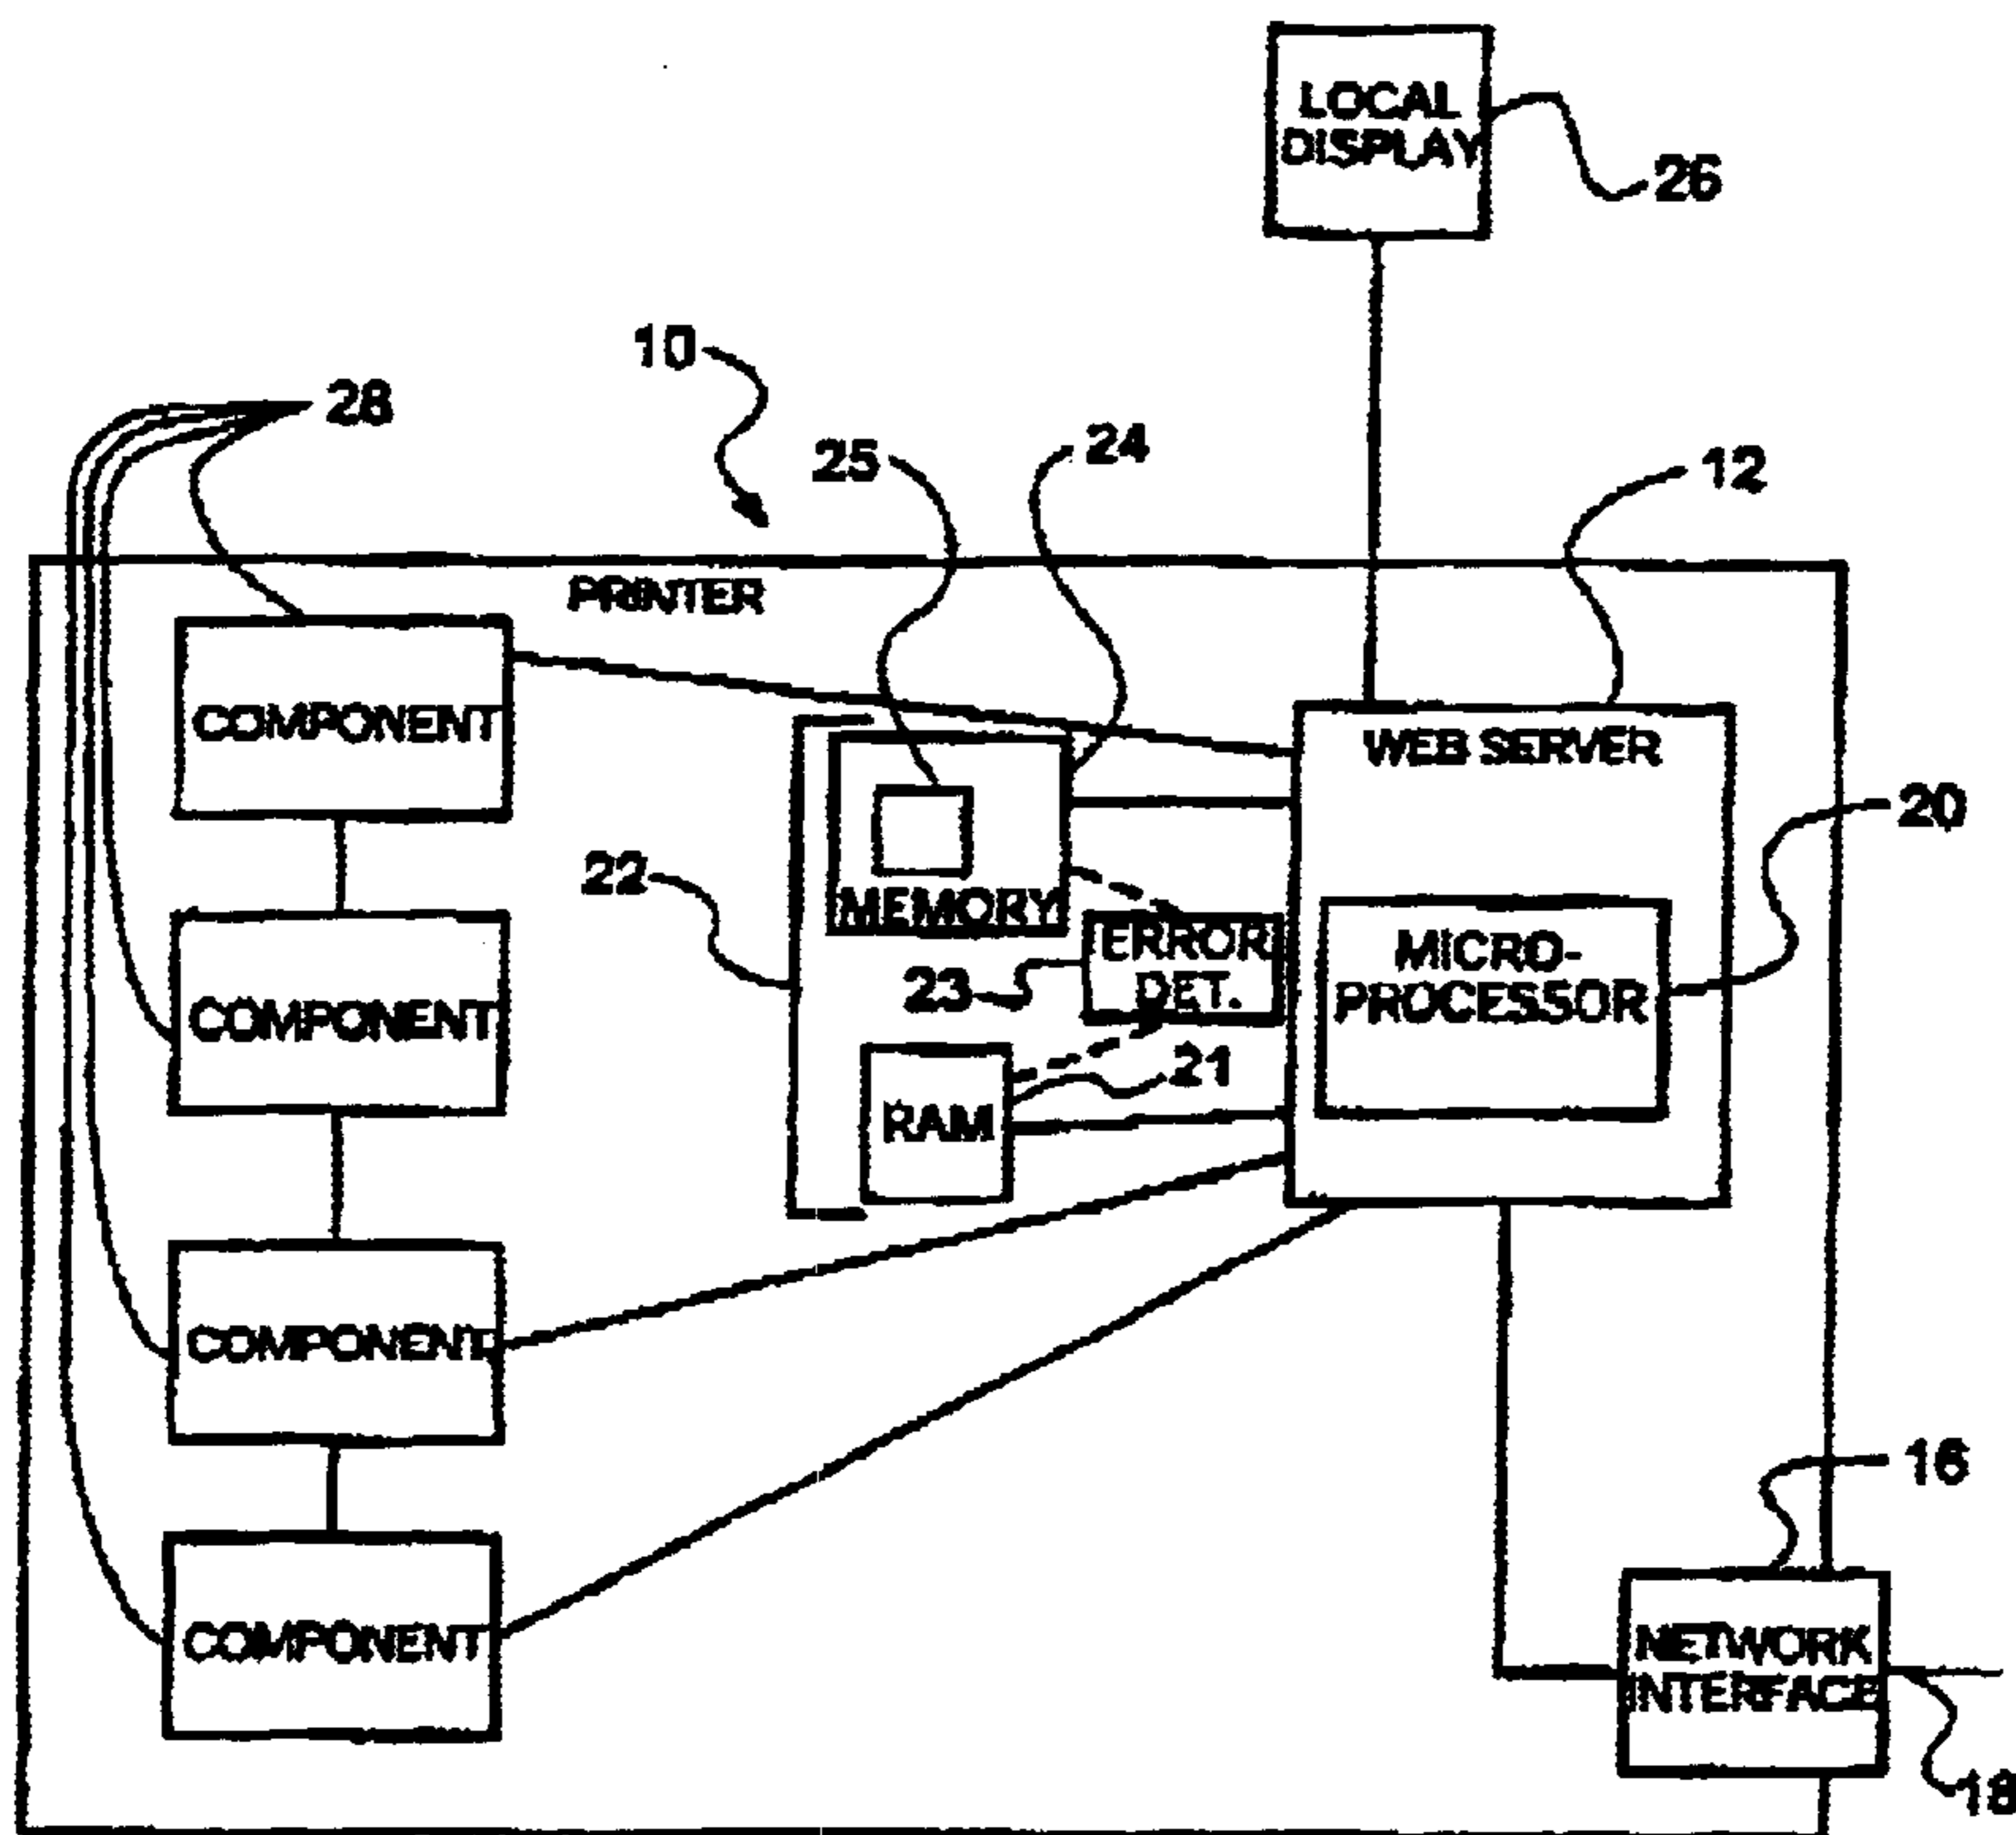 LOCAL
DISPLAY
26
10
28
25
24
12
PRINTER
COMPONENT
WEB SERVER
20
22
MEMORY
ERROR
DET.
23
MICRO-
PROCESSOR
COMPONENT
21
RAM
COMPONENT
16
COMPONENT
NETWORK
INTERFACE
18